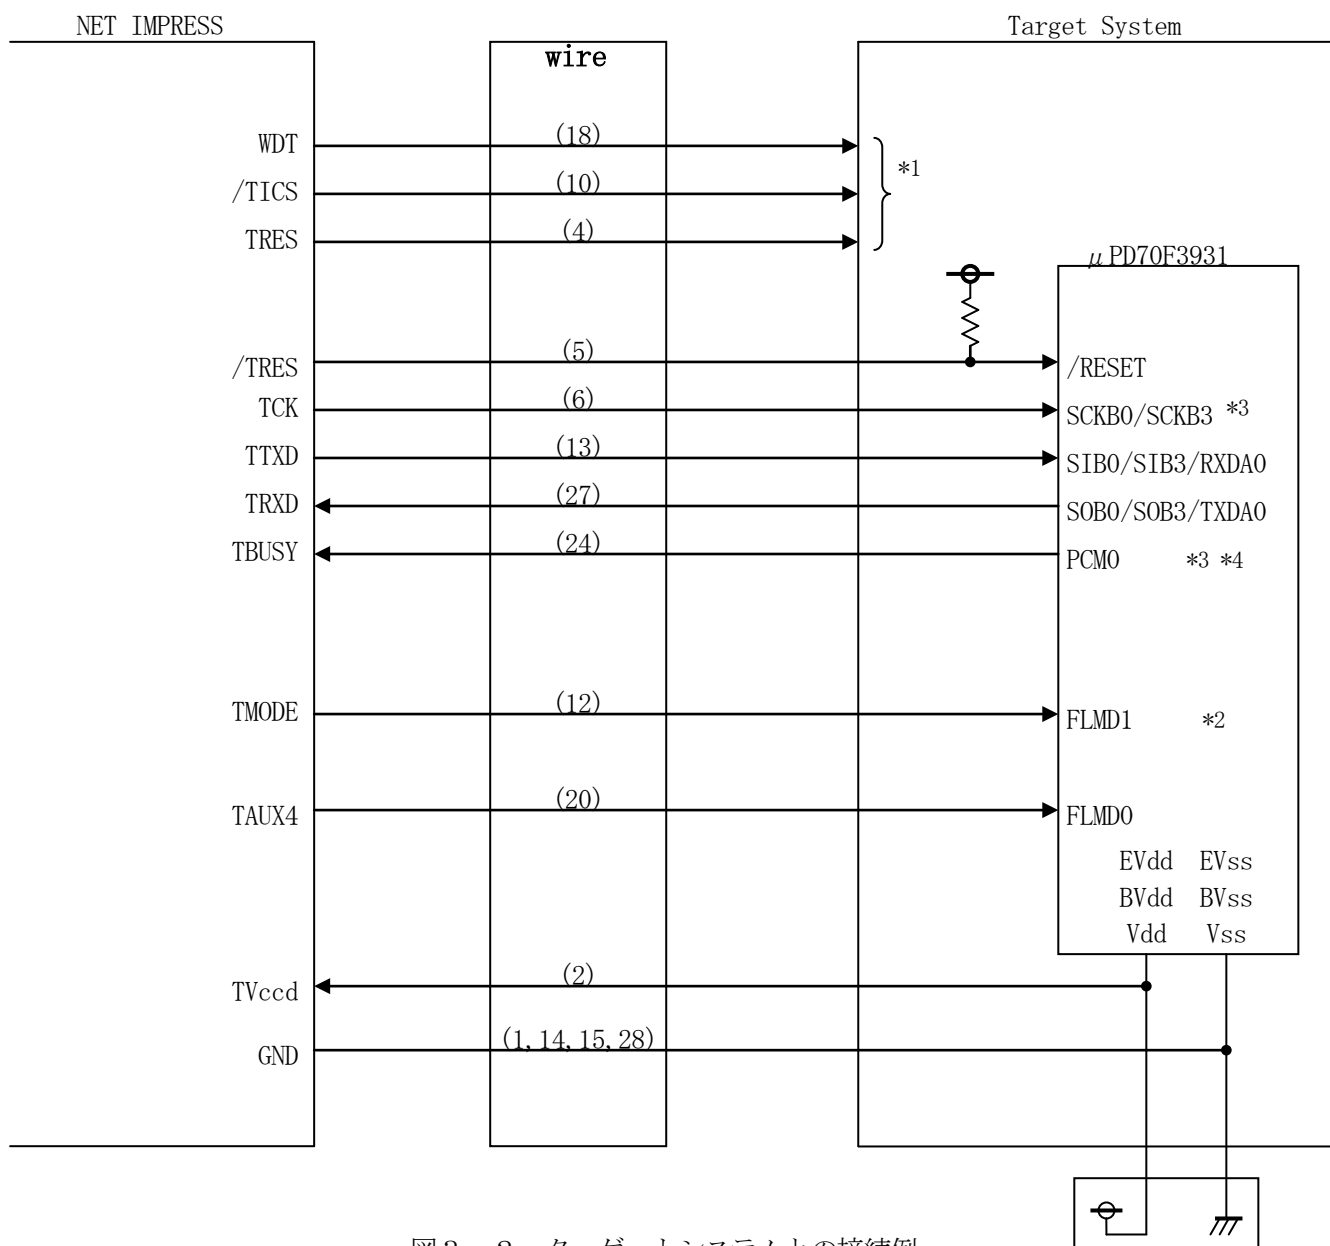 NET IMPRESS
Target System
wire
WDT (18)
/TICS (10) *1
TRES (4)
μPD70F3931
/TRES (5) /RESET
TCK (6) SCKB0/SCKB3 *3
TTXD (13) SIB0/SIB3/RXDA0
TRXD (27) SOB0/SOB3/TXDA0
TBUSY (24) PCM0 *3 *4
TMODE (12) FLMD1 *2
TAUX4 (20) FLMD0
EVdd EVss
BVdd BVss
Vdd Vss
TVccd (2)
GND (1,14,15,28)